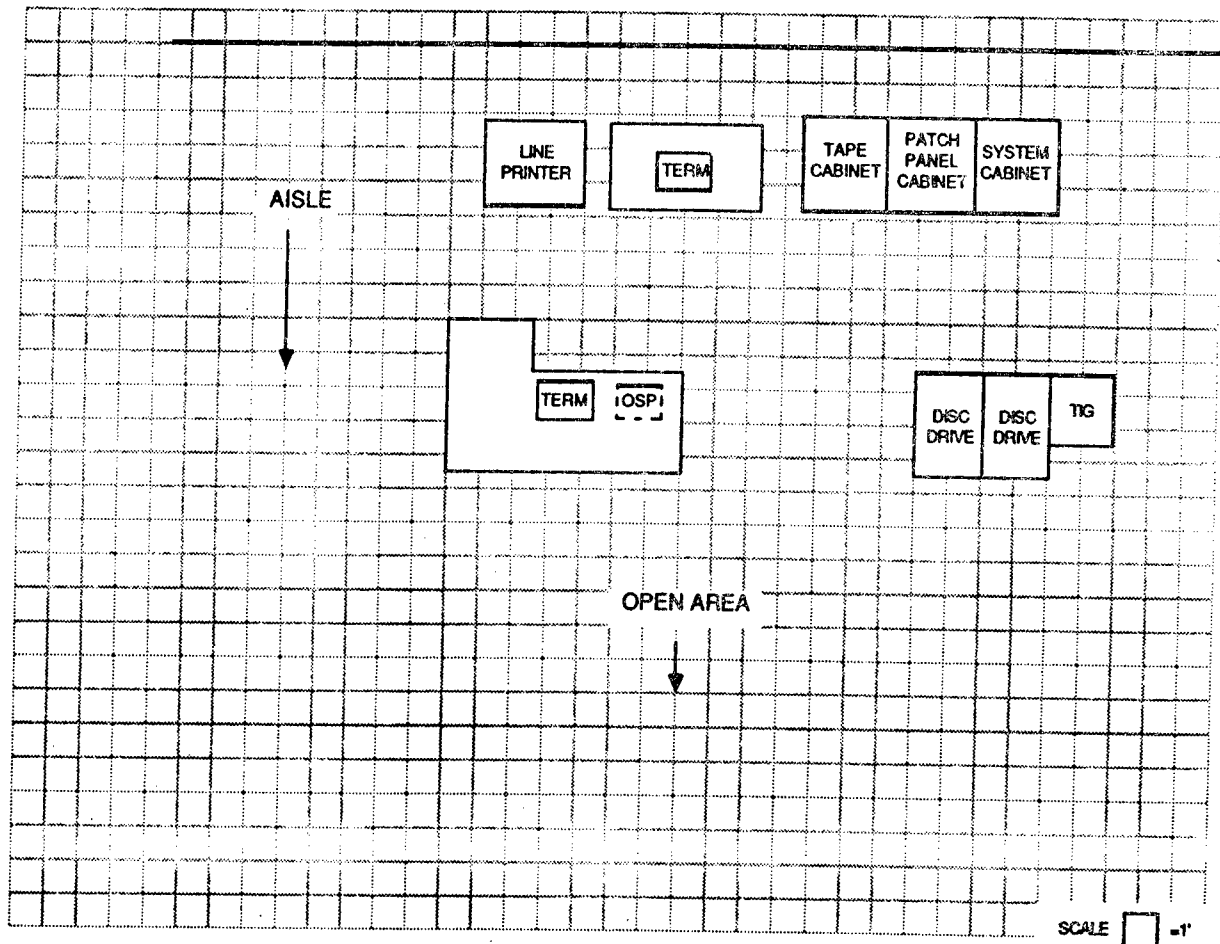 LINE
PRINTER
TERM
TAPE
CABINET
PATCH
PANEL
CABINET
SYSTEM
CABINET
AISLE
TERM
OSP
DISC
DRIVE
DISC
DRIVE
TIG
OPEN AREA
SCALE =1'